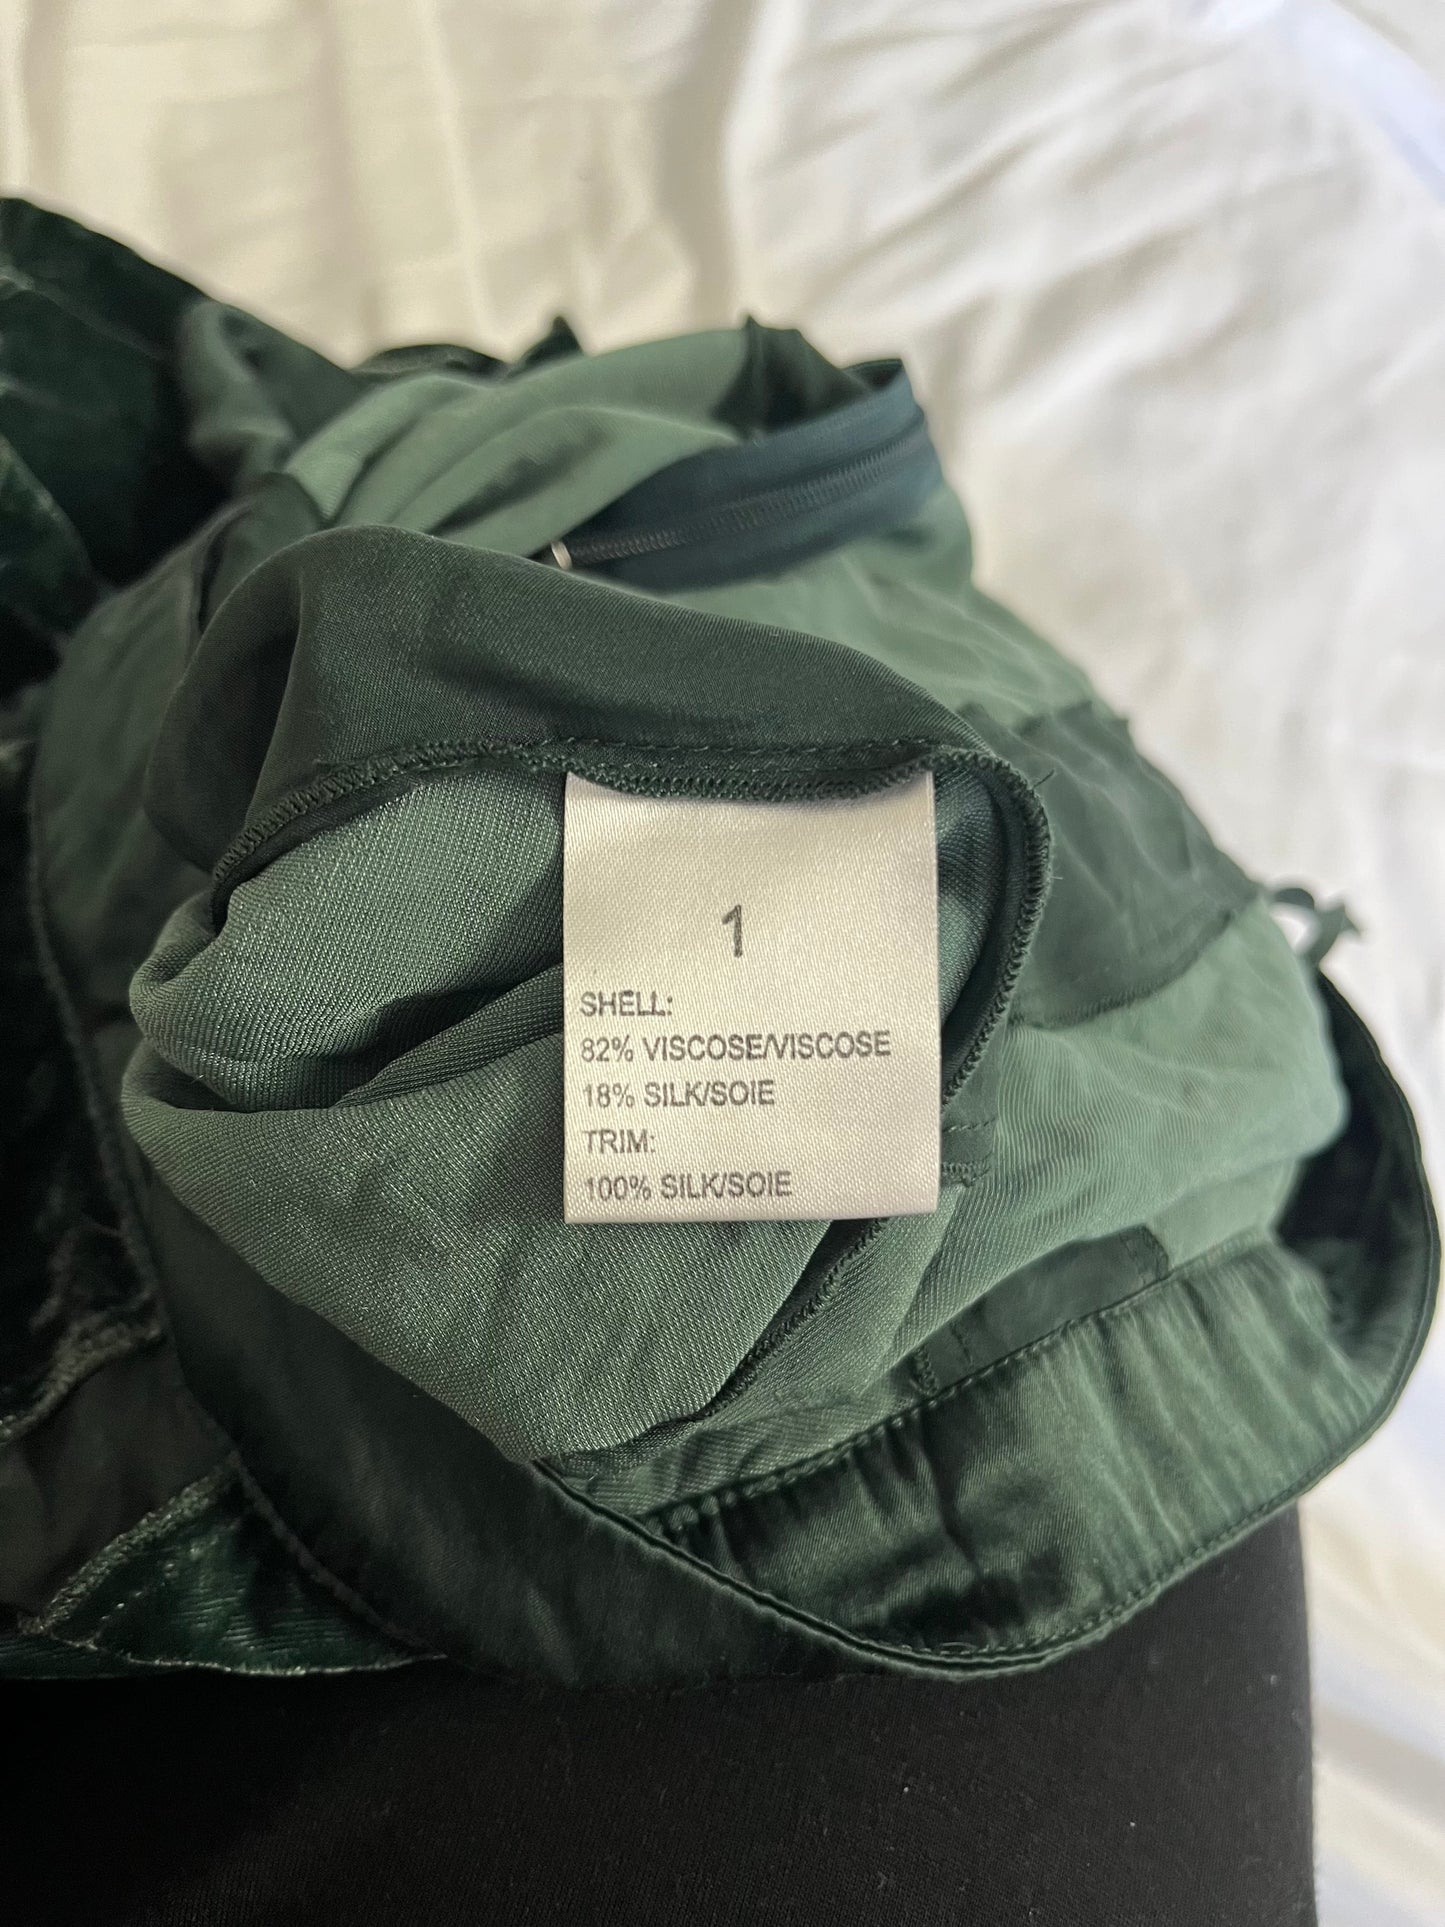 1
SHELL:
82% VISCOSE/VISCOSE
18% SILK/SOIE
TRIM:
100% SILK/SOIE